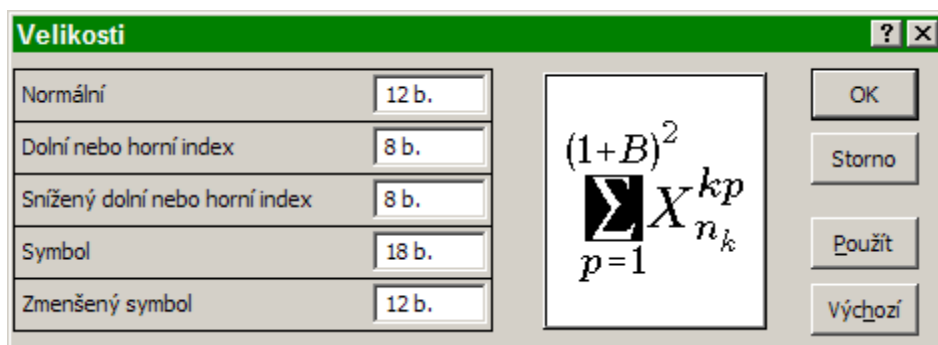 Velikosti
Normální 12 b.
Dolní nebo horní index 8 b.
Snížený dolní nebo horní index 8 b.
Symbol 18 b.
Zmenšený symbol 12 b.
(1+B)²
∑ X kp n k
p=1
OK
Storno
Použít
Výchozí